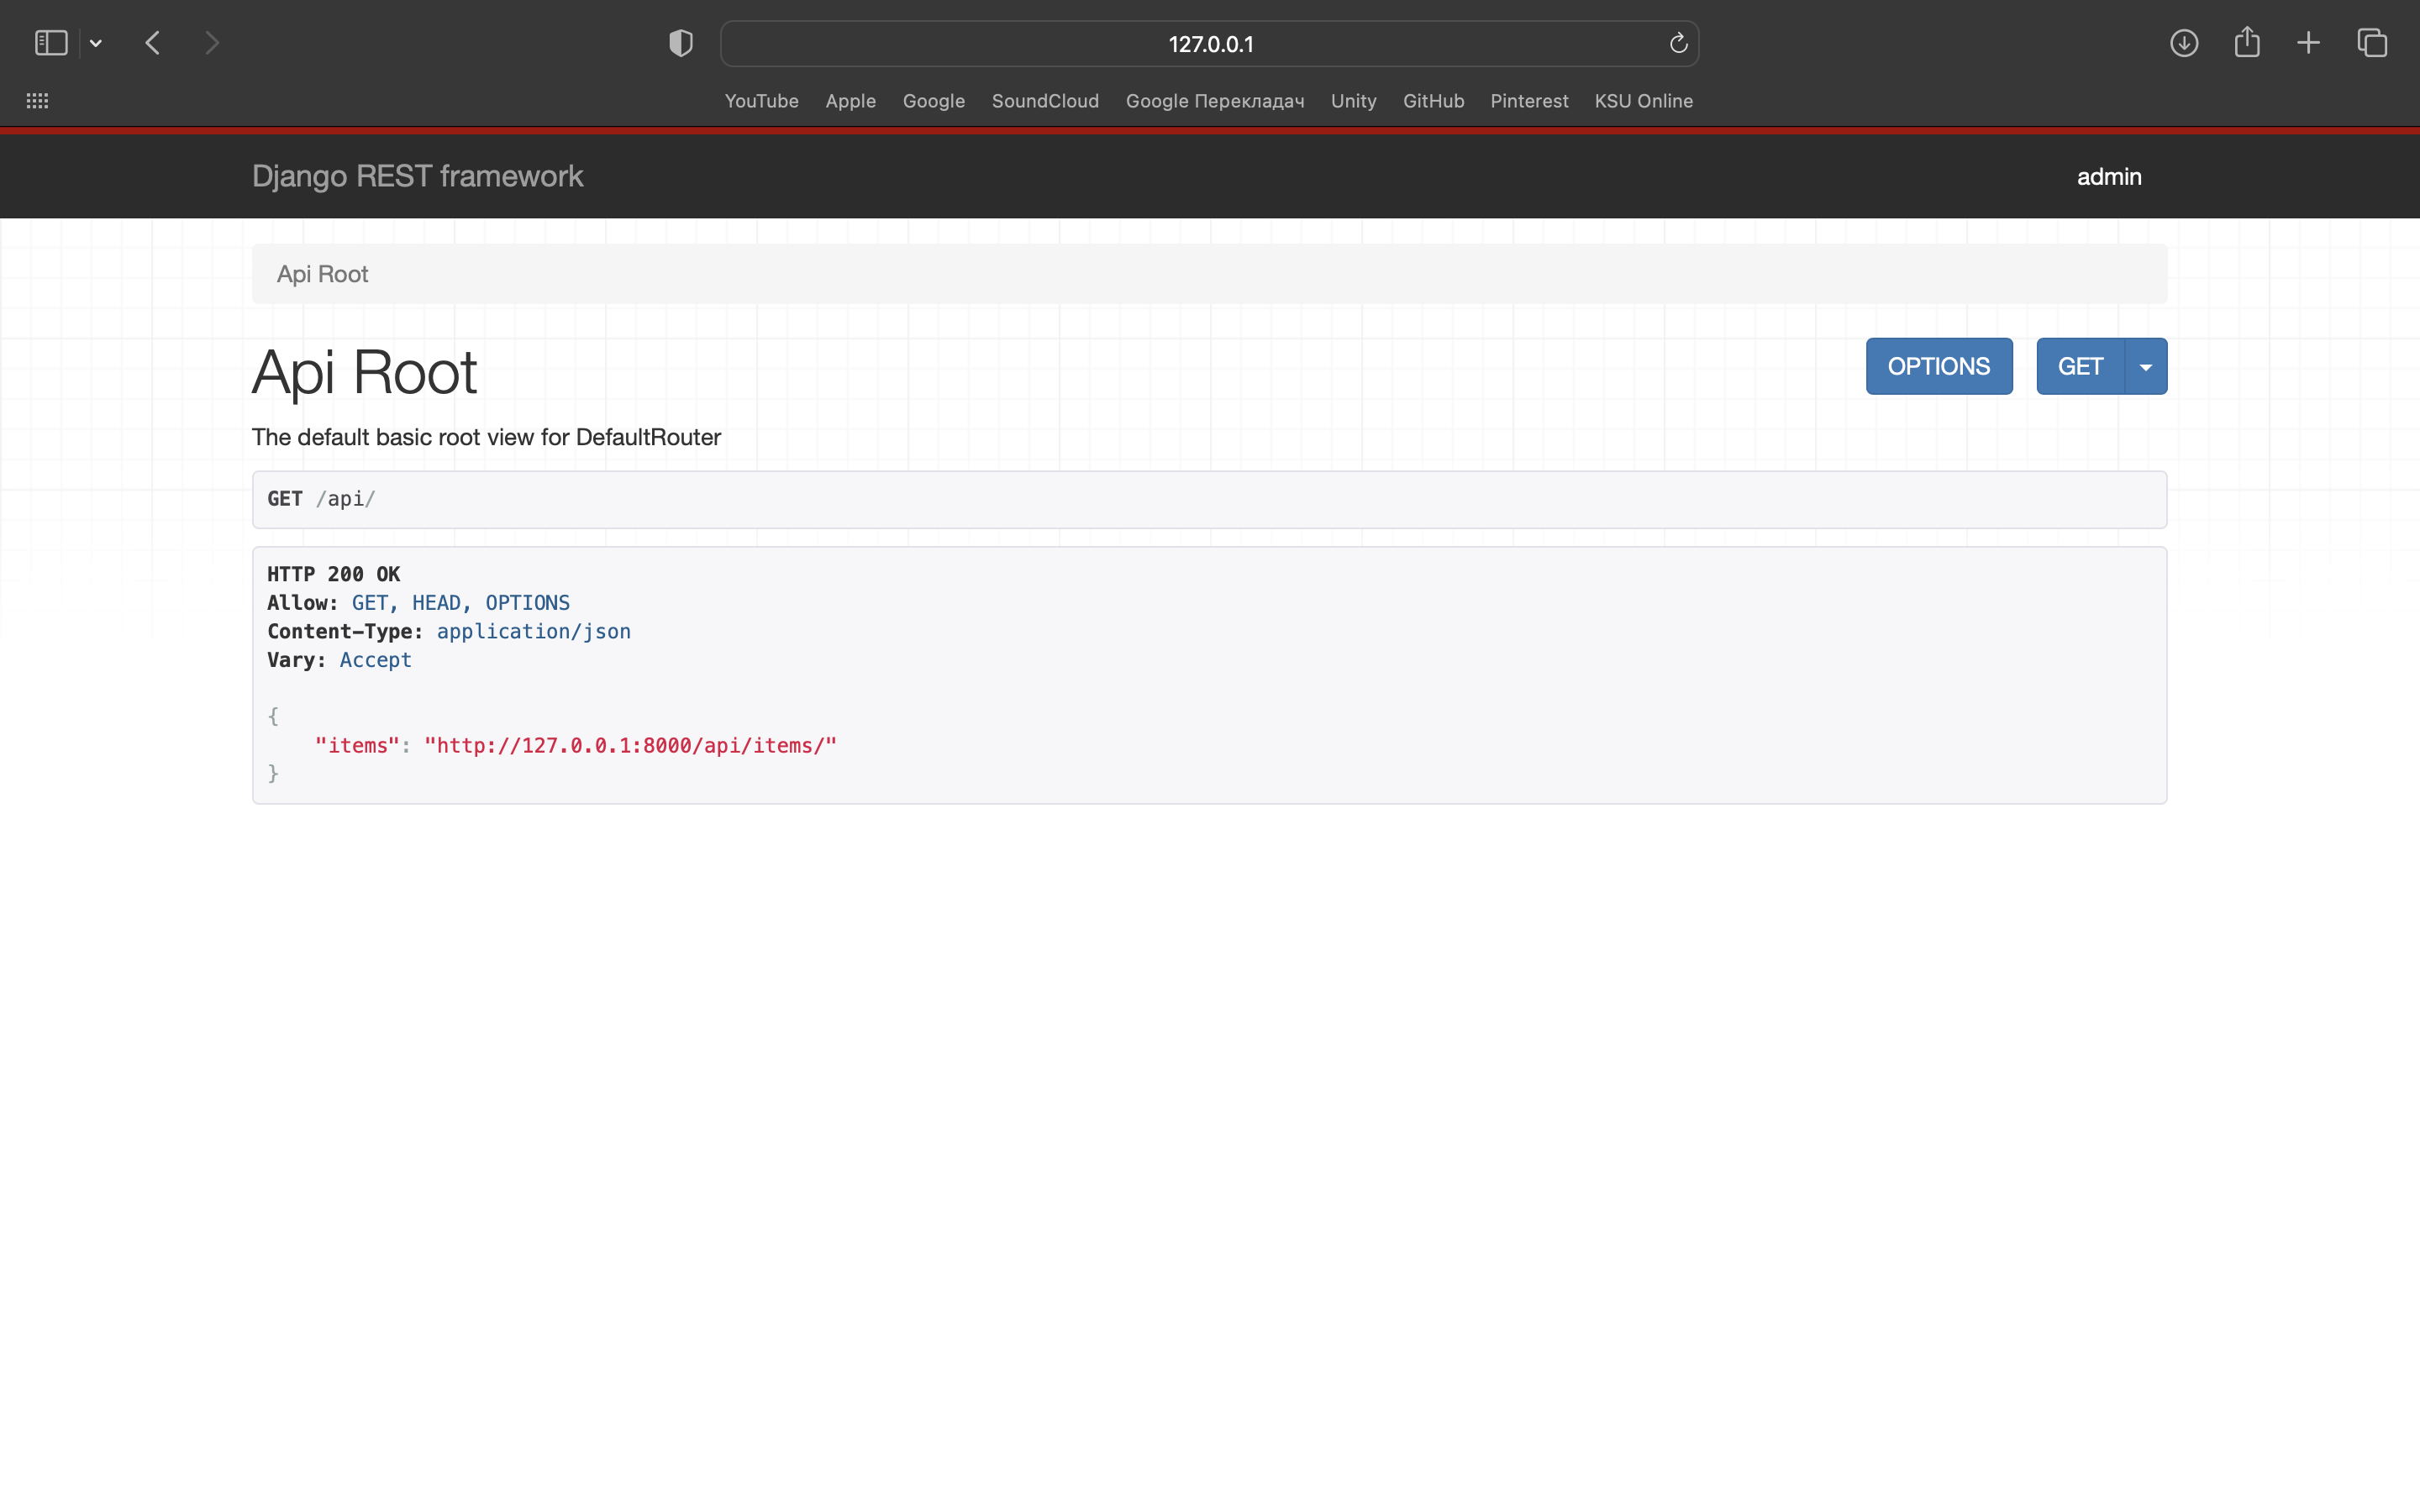 127.0.0.1
YouTube Apple Google SoundCloud Google Перекладач Unity GitHub Pinterest KSU Online
Django REST framework admin
Api Root
Api Root OPTIONS GET
The default basic root view for DefaultRouter
GET /api/
HTTP 200 OK
Allow: GET, HEAD, OPTIONS
Content-Type: application/json
Vary: Accept
{
"items": "http://127.0.0.1:8000/api/items/"
}